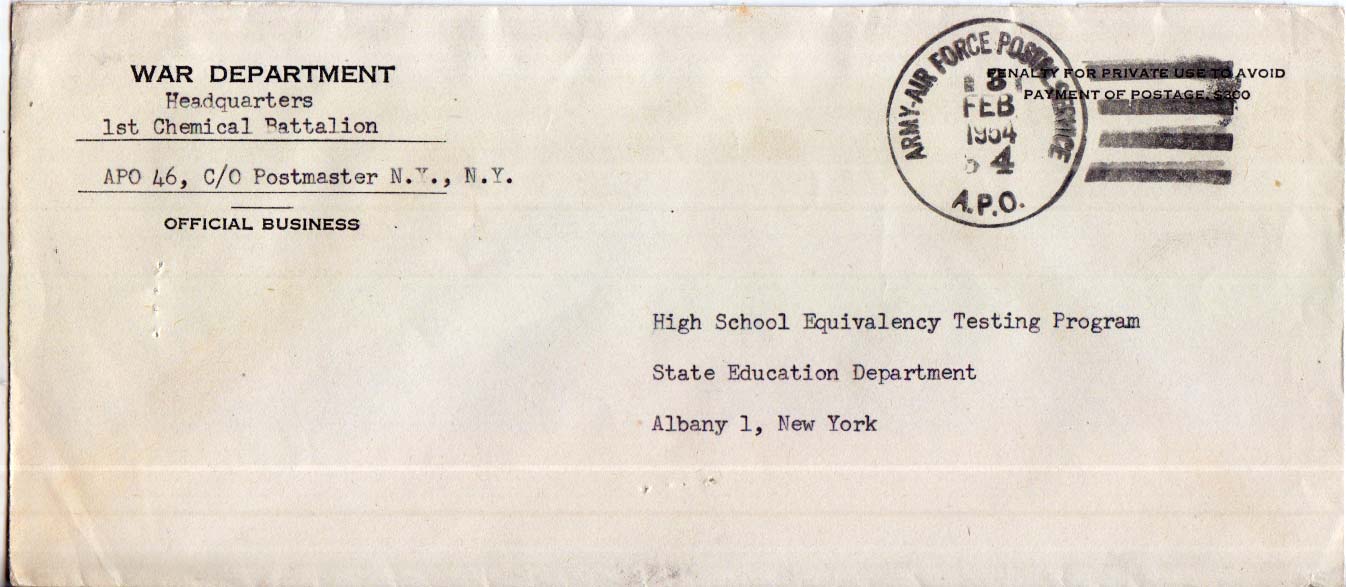 WAR DEPARTMENT
Headquarters
1st Chemical Battalion
APO 46, C/O Postmaster N.Y., N.Y.
OFFICIAL BUSINESS
ARMY-AIR FORCE POSTAL SERVICE
FEB
1954
4
A.P.O.
PENALTY FOR PRIVATE USE TO AVOID
PAYMENT OF POSTAGE, $300
High School Equivalency Testing Program
State Education Department
Albany 1, New York